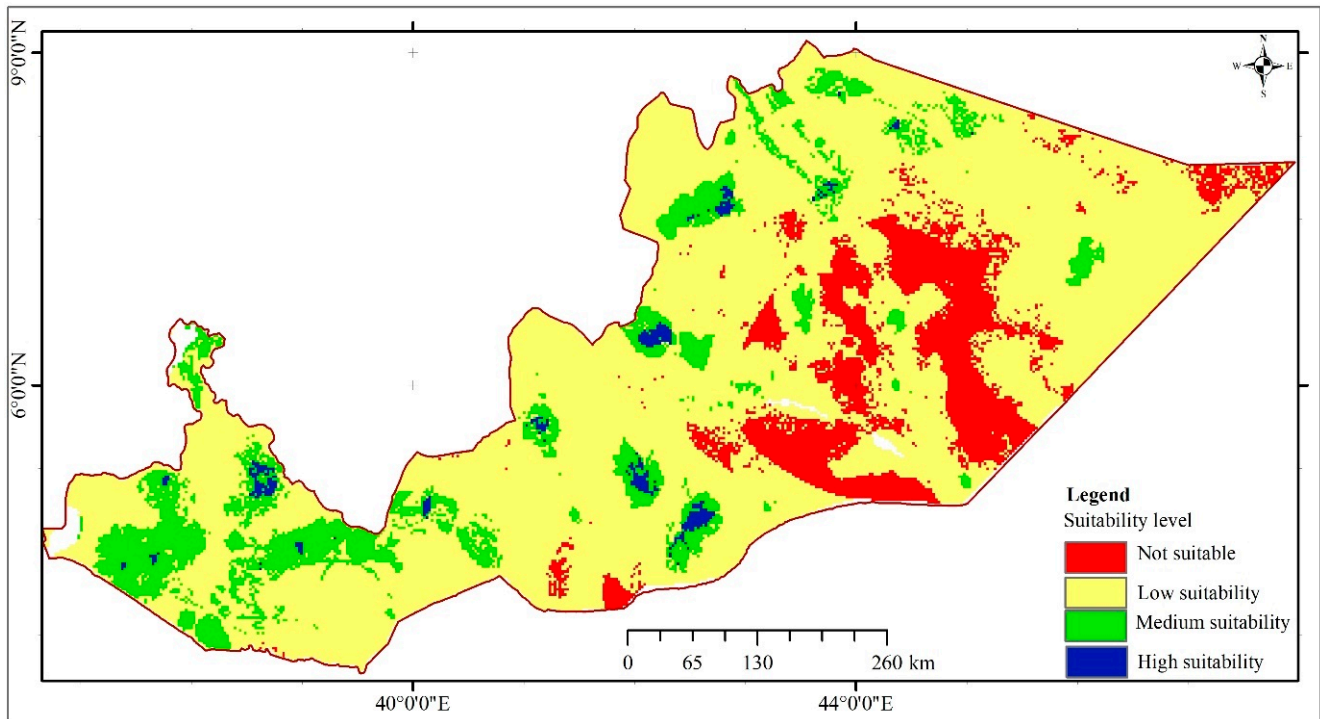 9°0'0"N
N
W E
S
6°0'0"N
Legend
Suitability level
Not suitable
Low suitability
Medium suitability
High suitability
0 65 130 260 km
40°0'0"E 44°0'0"E